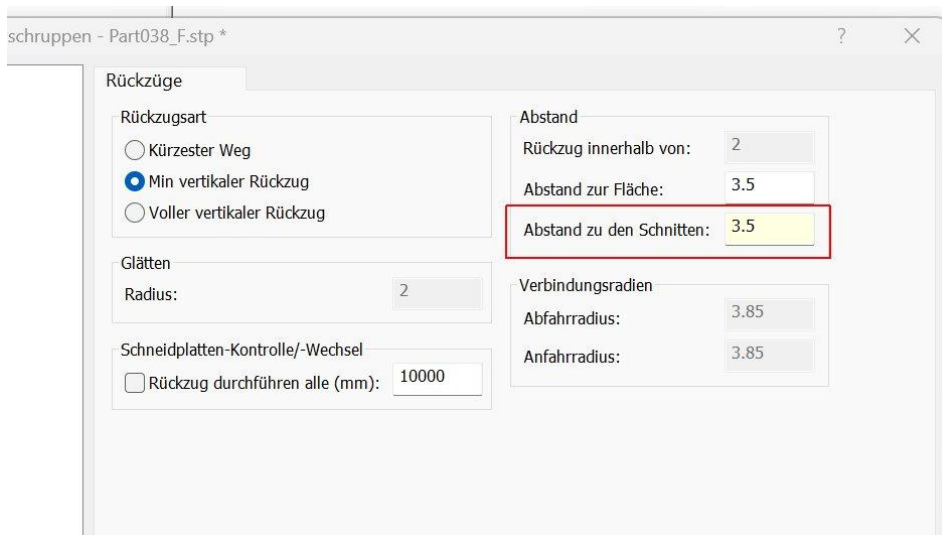 schruppen - Part038_F.stp *
?
Rückzüge
Rückzugsart
Kürzester Weg
Min vertikaler Rückzug
Voller vertikaler Rückzug
Glätten
Radius: 2
Schneidplatten-Kontrolle/-Wechsel
Rückzug durchführen alle (mm): 10000
Abstand
Rückzug innerhalb von: 2
Abstand zur Fläche: 3.5
Abstand zu den Schnitten: 3.5
Verbindungsradien
Abfahrradius: 3.85
Anfahrradius: 3.85